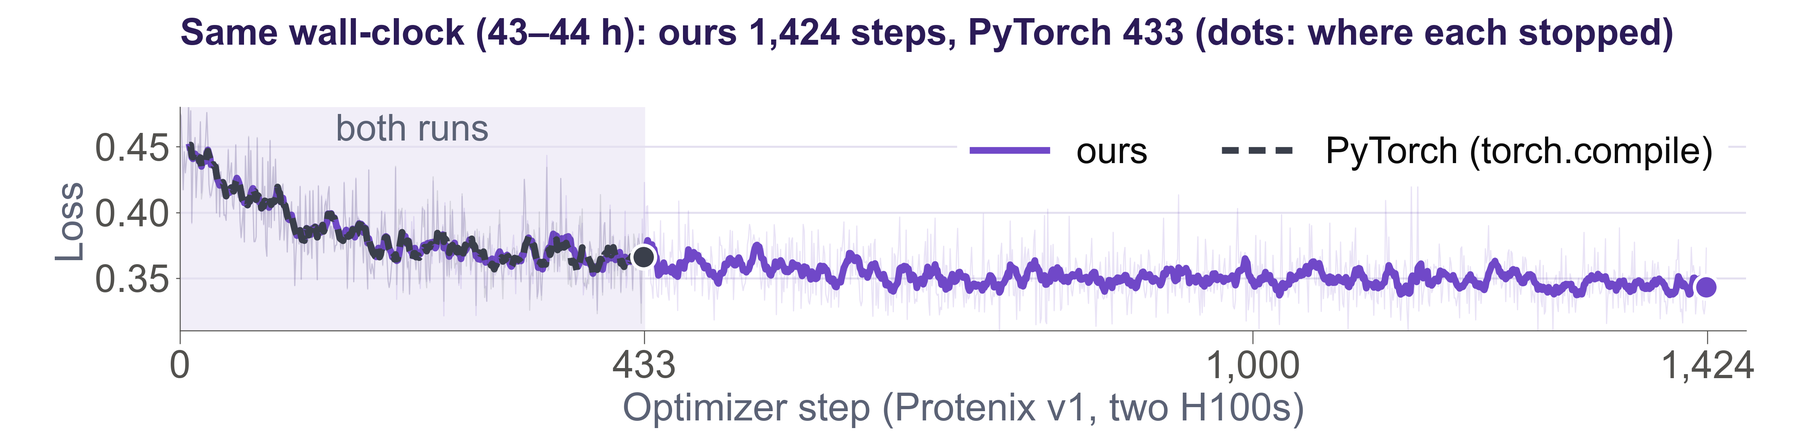 Same wall-clock (43–44 h): ours 1,424 steps, PyTorch 433 (dots: where each stopped)
both runs
ours
PyTorch (torch.compile)
Loss
0.45
0.40
0.35
0
433
1,000
1,424
Optimizer step (Protenix v1, two H100s)